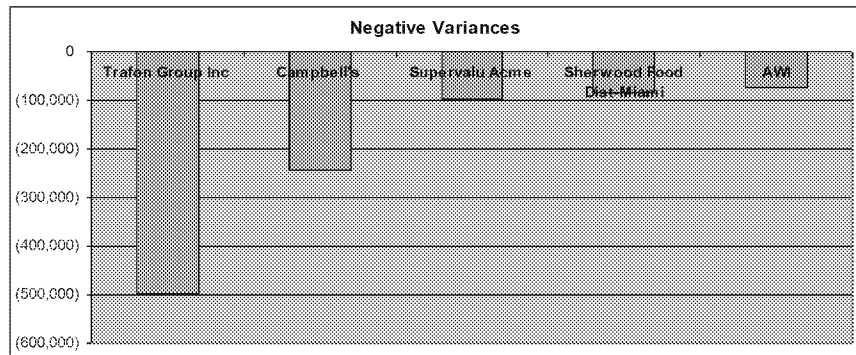 Negative Variances
0
Trafon Group Inc
Campbell's
Supervalu Acme
Sherwood Food
Dist-Miami
AWI
(100,000)
(200,000)
(300,000)
(400,000)
(500,000)
(600,000)